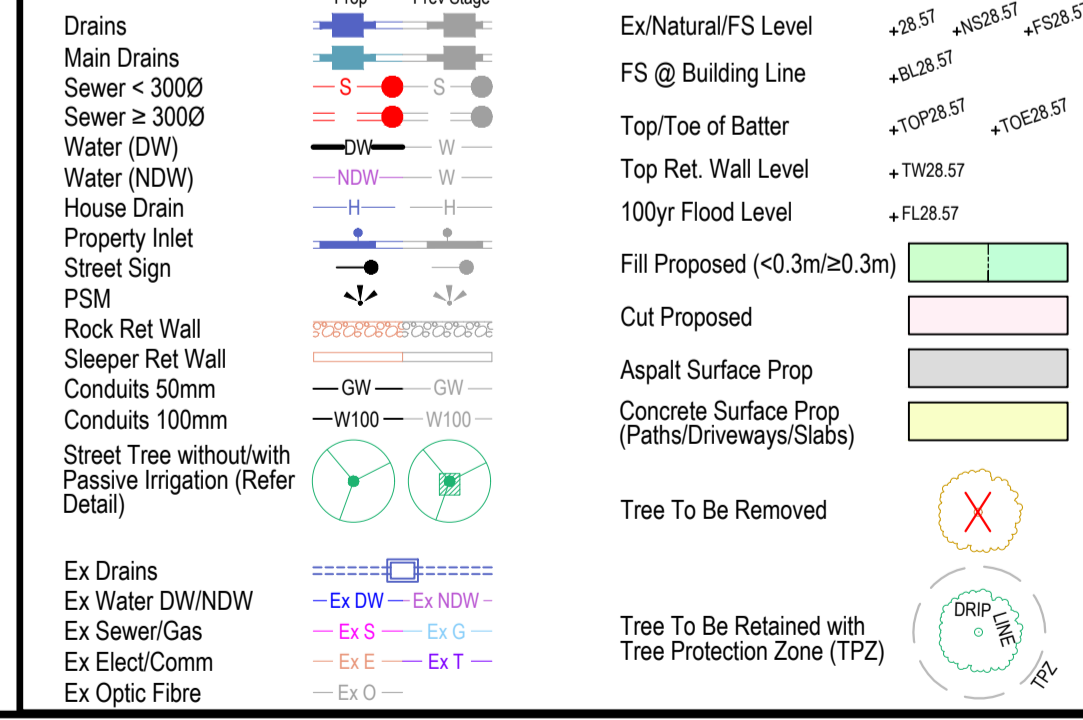 Prop Prev Stage
Drains
Main Drains
Sewer < 300Ø S S
Sewer ≥ 300Ø
Water (DW) DW W
Water (NDW) NDW W
House Drain H H
Property Inlet
Street Sign
PSM
Rock Ret Wall
Sleeper Ret Wall
Conduits 50mm GW GW
Conduits 100mm W100 W100
Street Tree without/with
Passive Irrigation (Refer
Detail)
Ex Drains
Ex Water DW/NDW Ex DW Ex NDW
Ex Sewer/Gas Ex S Ex G
Ex Elect/Comm Ex E Ex T
Ex Optic Fibre Ex O
Ex/Natural/FS Level +28.57 +NS28.57 +FS28.57
FS @ Building Line +BL28.57
Top/Toe of Batter +TOP28.57 +TOE28.57
Top Ret. Wall Level + TW28.57
100yr Flood Level + FL28.57
Fill Proposed (<0.3m/≥0.3m)
Cut Proposed
Aspalt Surface Prop
Concrete Surface Prop
(Paths/Driveways/Slabs)
Tree To Be Removed
Tree To Be Retained with
Tree Protection Zone (TPZ)
DRIP LINE
TPZ